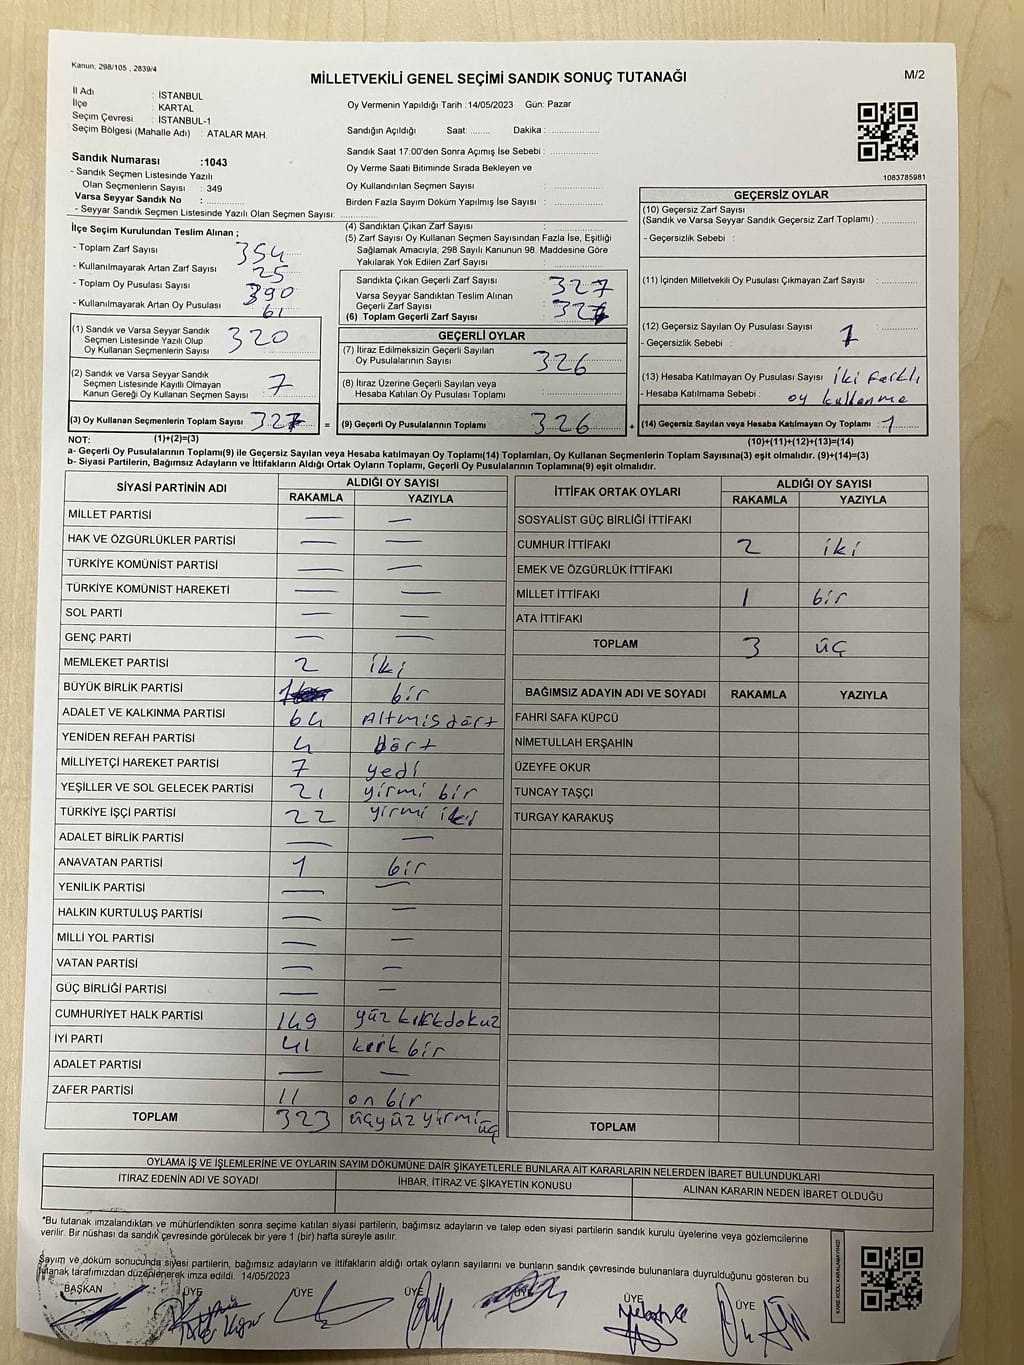 Kanun: 298/105 , 2839/4
MİLLETVEKİLİ GENEL SEÇİMİ SANDIK SONUÇ TUTANAĞI
M/2
İl Adı : İSTANBUL
İlçe : KARTAL
Seçim Çevresi : İSTANBUL-1
Seçim Bölgesi (Mahalle Adı) : ATALAR MAH.
Sandık Numarası :1043
- Sandık Seçmen Listesinde Yazılı
Olan Seçmenlerin Sayısı : 349
Varsa Seyyar Sandık No :
- Seyyar Sandık Seçmen Listesinde Yazılı Olan Seçmen Sayısı:
Oy Vermenin Yapıldığı Tarih :14/05/2023 Gün: Pazar
Sandığın Açıldığı Saat: ........ Dakika : ....................
Sandık Saat 17:00'den Sonra Açımış İse Sebebi : ....................
Oy Verme Saati Bitiminde Sırada Bekleyen ve
Oy Kullandırılan Seçmen Sayısı : ....................
Birden Fazla Sayım Döküm Yapılmış İse Sayısı : ....................
1083785981
İlçe Seçim Kurulundan Teslim Alınan ;
- Toplam Zarf Sayısı 354
- Kullanılmayarak Artan Zarf Sayısı 25
- Toplam Oy Pusulası Sayısı 390
- Kullanılmayarak Artan Oy Pusulası 61
(1) Sandık ve Varsa Seyyar Sandık
Seçmen Listesinde Yazılı Olup
Oy Kullanan Seçmenlerin Sayısı 320
(2) Sandık ve Varsa Seyyar Sandık
Seçmen Listesinde Kayıtlı Olmayan
Kanun Gereği Oy Kullanan Seçmen Sayısı 7
(3) Oy Kullanan Seçmenlerin Toplam Sayısı 327 =
(4) Sandıktan Çıkan Zarf Sayısı
(5) Zarf Sayısı Oy Kullanan Seçmen Sayısından Fazla İse, Eşitliği
Sağlamak Amacıyla, 298 Sayılı Kanunun 98. Maddesine Göre
Yakılarak Yok Edilen Zarf Sayısı
Sandıkta Çıkan Geçerli Zarf Sayısı 327
Varsa Seyyar Sandıktan Teslim Alınan
Geçerli Zarf Sayısı
(6) Toplam Geçerli Zarf Sayısı 327
GEÇERLİ OYLAR
(7) İtiraz Edilmeksizin Geçerli Sayılan
Oy Pusulalarının Sayısı 326
(8) İtiraz Üzerine Geçerli Sayılan veya
Hesaba Katılan Oy Pusulası Toplamı
(9) Geçerli Oy Pusulalarının Toplamı 326 +
GEÇERSİZ OYLAR
(10) Geçersiz Zarf Sayısı
(Sandık ve Varsa Seyyar Sandık Geçersiz Zarf Toplamı) :
- Geçersizlik Sebebi :
(11) İçinden Milletvekili Oy Pusulası Çıkmayan Zarf Sayısı
(12) Geçersiz Sayılan Oy Pusulası Sayısı 1
- Geçersizlik Sebebi :
(13) Hesaba Katılmayan Oy Pusulası Sayısı iki Farklı
- Hesaba Katılmama Sebebi : oy kullanma
(14) Geçersiz Sayılan veya Hesaba Katılmayan Oy Toplamı : 1
NOT: (1)+(2)=(3)
(10)+(11)+(12)+(13)=(14)
a- Geçerli Oy Pusulalarının Toplamı(9) ile Geçersiz Sayılan veya Hesaba Katılmayan Oy Toplamı(14) Toplamları, Oy Kullanan Seçmenlerin Toplam Sayısına(3) eşit olmalıdır. (9)+(14)=(3)
b- Siyasi Partilerin, Bağımsız Adayların ve İttifakların Aldığı Ortak Oyların Toplamı, Geçerli Oy Pusulalarının Toplamına(9) eşit olmalıdır.
SİYASİ PARTİNİN ADI ALDIĞI OY SAYISI
RAKAMLA YAZIYLA
MİLLET PARTİSİ — —
HAK VE ÖZGÜRLÜKLER PARTİSİ — —
TÜRKİYE KOMÜNİST PARTİSİ — —
TÜRKİYE KOMÜNİST HAREKETİ — —
SOL PARTİ — —
GENÇ PARTİ — —
MEMLEKET PARTİSİ 2 iki
BÜYÜK BİRLİK PARTİSİ 1 bir
ADALET VE KALKINMA PARTİSİ 64 Altmışdört
YENİDEN REFAH PARTİSİ 4 dört
MİLLİYETÇİ HAREKET PARTİSİ 7 yedi
YEŞİLLER VE SOL GELECEK PARTİSİ 21 yirmi bir
TÜRKİYE İŞÇİ PARTİSİ 22 yirmi iki
ADALET BİRLİK PARTİSİ — —
ANAVATAN PARTİSİ 1 bir
YENİLİK PARTİSİ — —
HALKIN KURTULUŞ PARTİSİ — —
MİLLİ YOL PARTİSİ — —
VATAN PARTİSİ — —
GÜÇ BİRLİĞİ PARTİSİ — —
CUMHURİYET HALK PARTİSİ 149 yüz kırkdokuz
İYİ PARTİ 41 kırk bir
ADALET PARTİSİ — —
ZAFER PARTİSİ 11 on bir
TOPLAM 323 üçyüz yirmi üç
İTTİFAK ORTAK OYLARI ALDIĞI OY SAYISI
RAKAMLA YAZIYLA
SOSYALİST GÜÇ BİRLİĞİ İTTİFAKI
CUMHUR İTTİFAKI 2 iki
EMEK VE ÖZGÜRLÜK İTTİFAKI
MİLLET İTTİFAKI 1 bir
ATA İTTİFAKI
TOPLAM 3 üç
BAĞIMSIZ ADAYIN ADI VE SOYADI RAKAMLA YAZIYLA
FAHRİ SAFA KÜPCÜ
NİMETULLAH ERŞAHİN
ÜZEYFE OKUR
TUNCAY TAŞÇI
TURGAY KARAKUŞ
TOPLAM
OYLAMA İŞ VE İŞLEMLERİNE VE OYLARIN SAYIM DÖKÜMÜNE DAİR ŞİKAYETLERLE BUNLARA AİT KARARLARIN NELERDEN İBARET BULUNDUKLARI
İTİRAZ EDENİN ADI VE SOYADI İHBAR, İTİRAZ VE ŞİKAYETİN KONUSU ALINAN KARARIN NEDEN İBARET OLDUĞU
*Bu tutanak imzalandıktan ve mühürlendikten sonra seçime katılan siyasi partilerin, bağımsız adayların ve talep eden siyasi partilerin sandık kurulu üyelerine veya gözlemcilerine
verilir. Bir nüshası da sandık çevresinde görülecek bir yere 1 (bir) hafta süreyle asılır.
Sayım ve döküm sonucunda siyasi partilerin, bağımsız adayların ve İttifakların aldığı ortak oyların sayılarını ve bunların sandık çevresinde bulunanlara duyrulduğunu gösteren bu
tutanak tarafımızdan düzenlenerek imza edildi. 14/05/2023
BAŞKAN ÜYE ÜYE ÜYE ÜYE